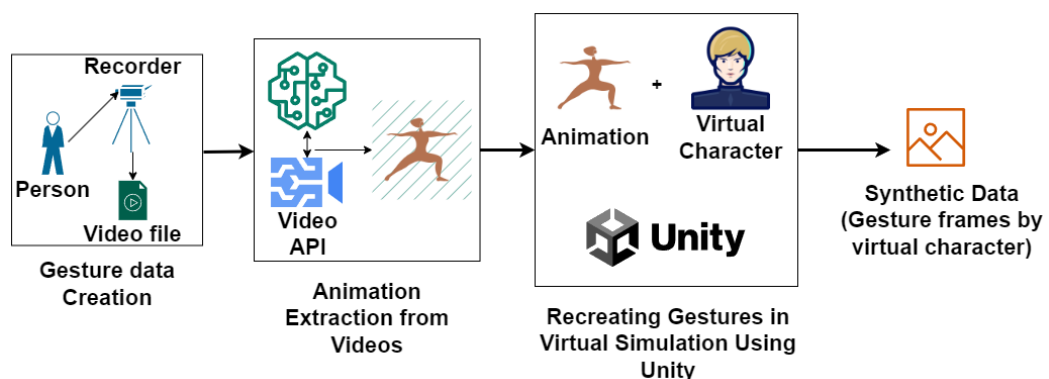 Recorder
Person
Video file
Gesture data
Creation
Video
API
Animation
Extraction from
Videos
Animation
+
Virtual
Character
Unity
Recreating Gestures in
Virtual Simulation Using
Unity
Synthetic Data
(Gesture frames by
virtual character)